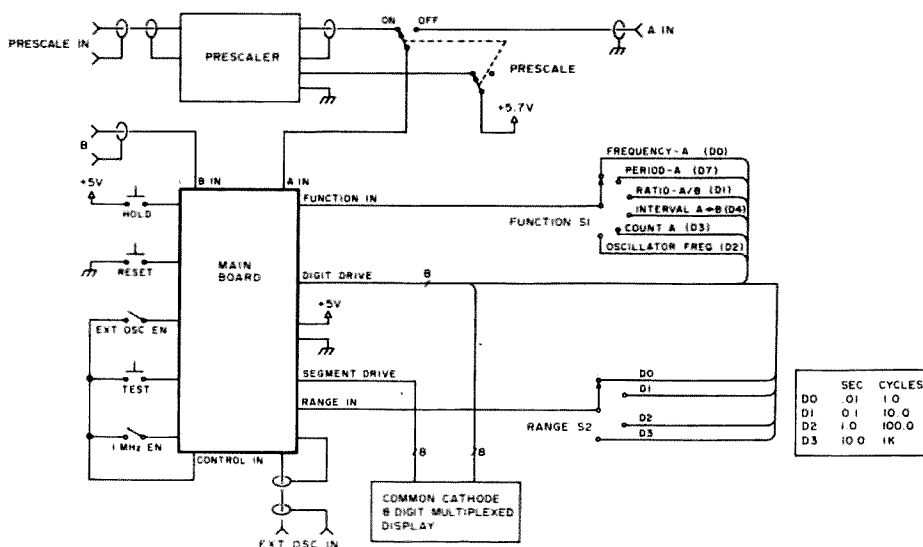 ON
OFF
A IN
PRESCALE IN
PRESCALER
PRESCALE
+5.7V
B
B IN
A IN
FREQUENCY-A (D0)
PERIOD-A (D7)
RATIO-A/B (D1)
INTERVAL A→B (D4)
COUNT A (D3)
OSCILLATOR FREQ (D2)
FUNCTION S1
+5V
HOLD
FUNCTION IN
RESET
MAIN
BOARD
DIGIT DRIVE
8
+5V
EXT OSC EN
TEST
1 MHz EN
CONTROL IN
SEGMENT DRIVE
RANGE IN
D0
D1
D2
D3
RANGE S2
SEC CYCLES
D0 .01 1.0
D1 0.1 10.0
D2 1.0 100.0
D3 10.0 1K
8
8
COMMON CATHODE
8 DIGIT MULTIPLEXED
DISPLAY
EXT OSC IN